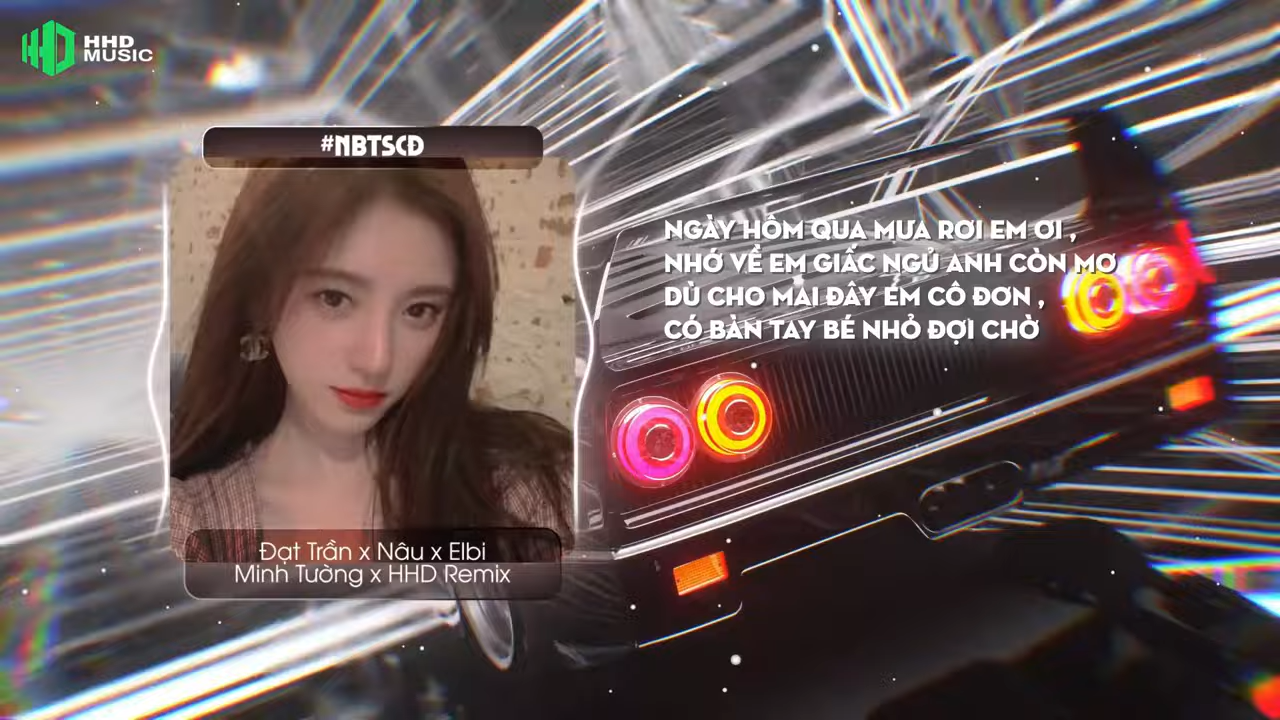 HHD
MUSIC
#NBTSCĐ
NGÀY HÔM QUA MƯA RƠI EM ƠI ,
NHỚ VỀ EM GIẤC NGỦ ANH CÒN MƠ
DÙ CHO MAI ĐÂY EM CÔ ĐƠN ,
CÓ BÀN TAY BÉ NHỎ ĐỢI CHỜ
Đạt Trần x Nâu x Elbi
Minh Tường x HHD Remix